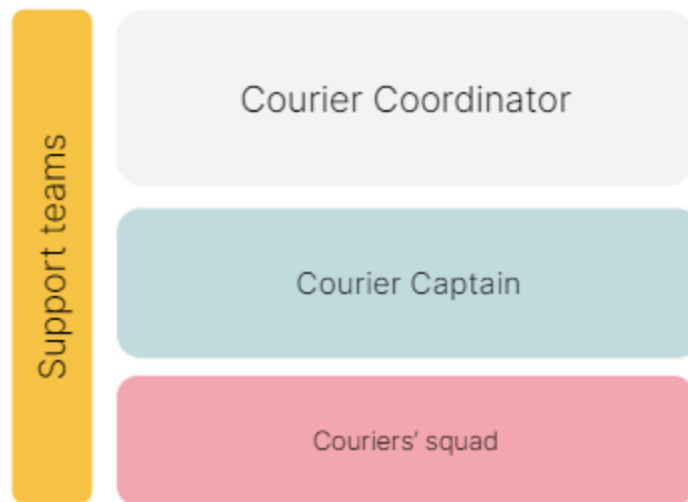 Support teams
Courier Coordinator
Courier Captain
Couriers’ squad